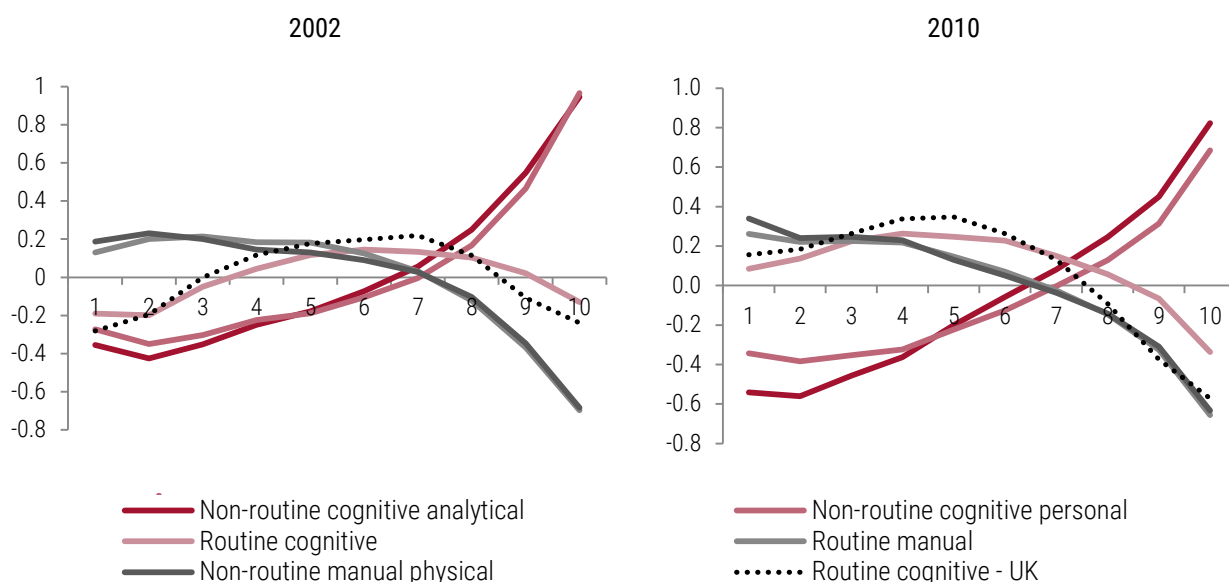 2002
2010
1
0.8
0.6
0.4
0.2
0
-0.2
-0.4
-0.6
-0.8
1 2 3 4 5 6 7 8 9 10
1.0
0.8
0.6
0.4
0.2
0.0
-0.2
-0.4
-0.6
-0.8
1 2 3 4 5 6 7 8 9 10
Non-routine cognitive analytical
Non-routine cognitive personal
Routine cognitive
Routine manual
Non-routine manual physical
Routine cognitive - UK